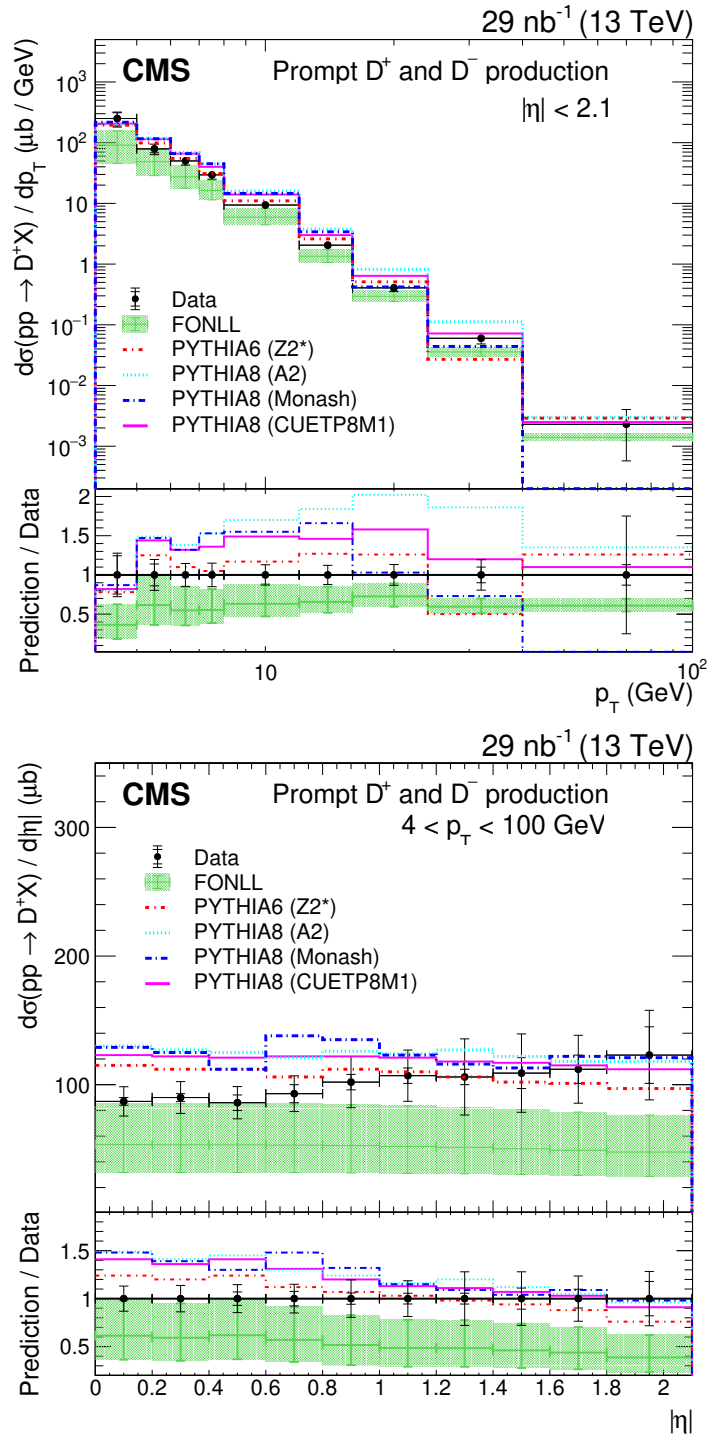 29 nb⁻¹ (13 TeV)
CMS Prompt D⁺ and D⁻ production
|η| < 2.1
dσ(pp → D⁺X) / dp_T (μb / GeV)
10³
10²
10
1
10⁻¹
10⁻²
10⁻³
Data
FONLL
PYTHIA6 (Z2*)
PYTHIA8 (A2)
PYTHIA8 (Monash)
PYTHIA8 (CUETP8M1)
Prediction / Data
2
1.5
1
0.5
10 10²
p_T (GeV)
29 nb⁻¹ (13 TeV)
CMS Prompt D⁺ and D⁻ production
4 < p_T < 100 GeV
dσ(pp → D⁺X) / d|η| (μb)
300
200
100
Data
FONLL
PYTHIA6 (Z2*)
PYTHIA8 (A2)
PYTHIA8 (Monash)
PYTHIA8 (CUETP8M1)
Prediction / Data
1.5
1
0.5
0 0.2 0.4 0.6 0.8 1 1.2 1.4 1.6 1.8 2
|η|